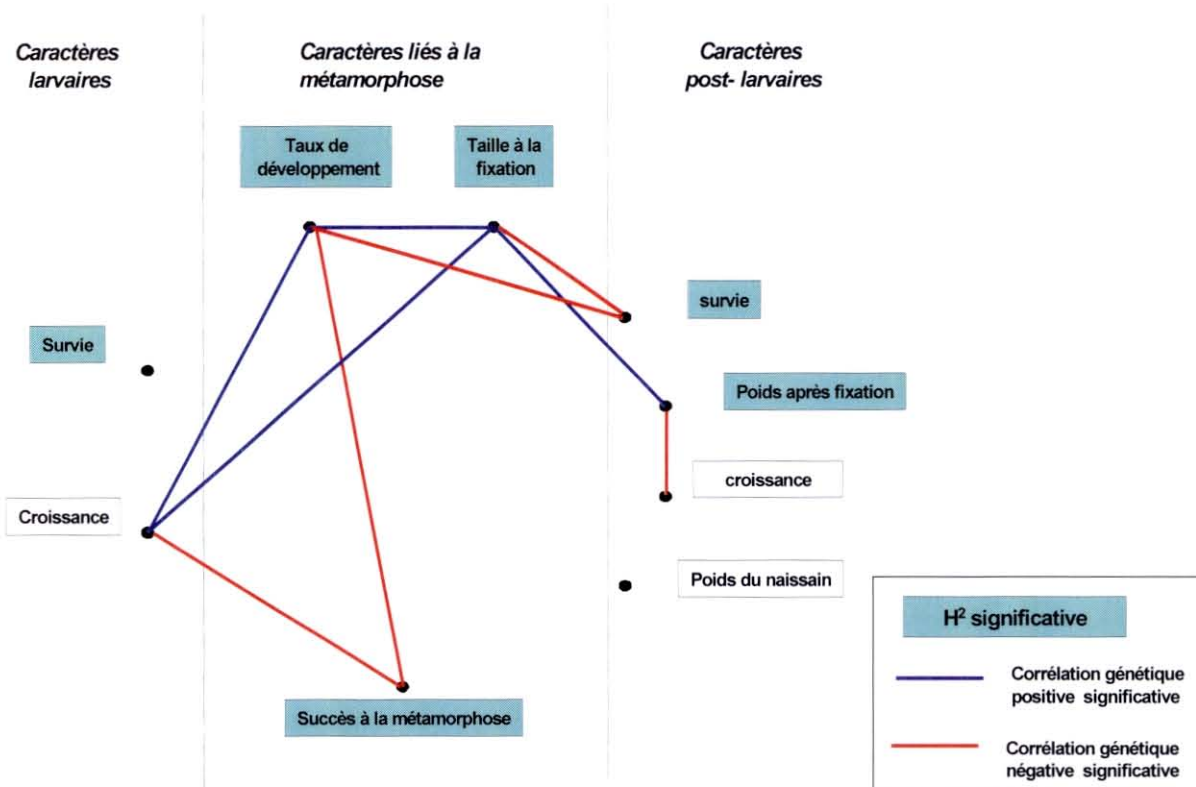 Caractères
larvaires
Caractères liés à la
métamorphose
Caractères
post- larvaires
Taux de
développement
Taille à la
fixation
survie
Survie
Poids après fixation
croissance
Croissance
Poids du naissain
Succès à la métamorphose
H² significative
Corrélation génétique
positive significative
Corrélation génétique
négative significative